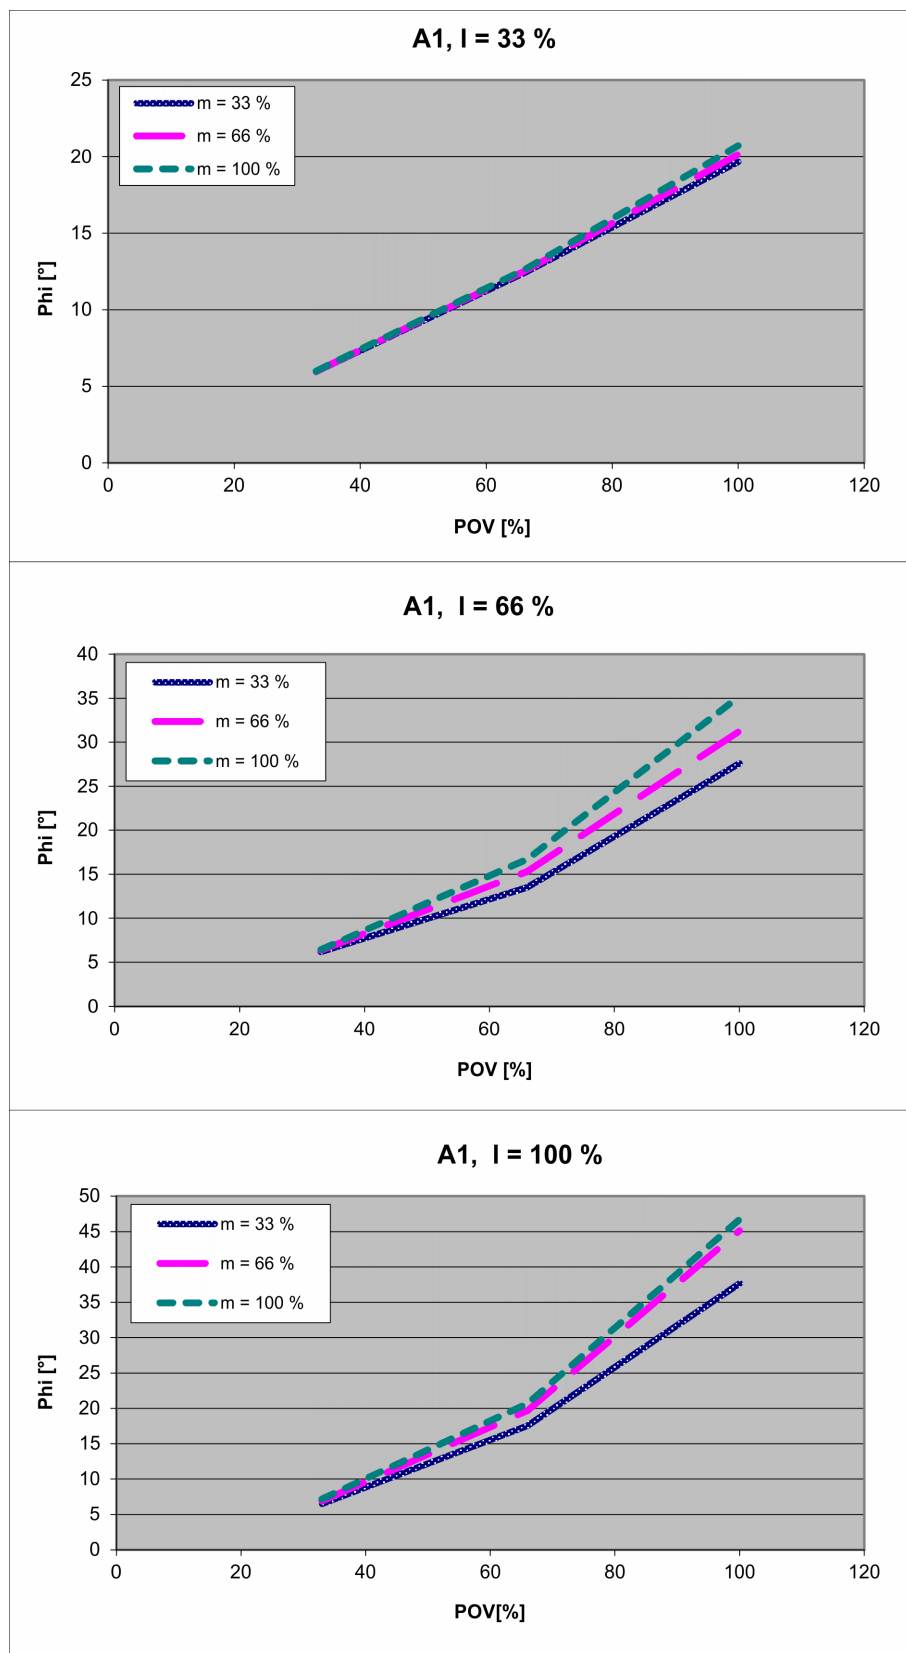 A1, l = 33 %
25
20
15
10
5
0
m = 33 %
m = 66 %
m = 100 %
Phi [°]
0 20 40 60 80 100 120
POV [%]
A1,  l = 66 %
40
35
30
25
20
15
10
5
0
m = 33 %
m = 66 %
m = 100 %
Phi [°]
0 20 40 60 80 100 120
POV [%]
A1,  l = 100 %
50
45
40
35
30
25
20
15
10
5
0
m = 33 %
m = 66 %
m = 100 %
Phi [°]
0 20 40 60 80 100 120
POV[%]